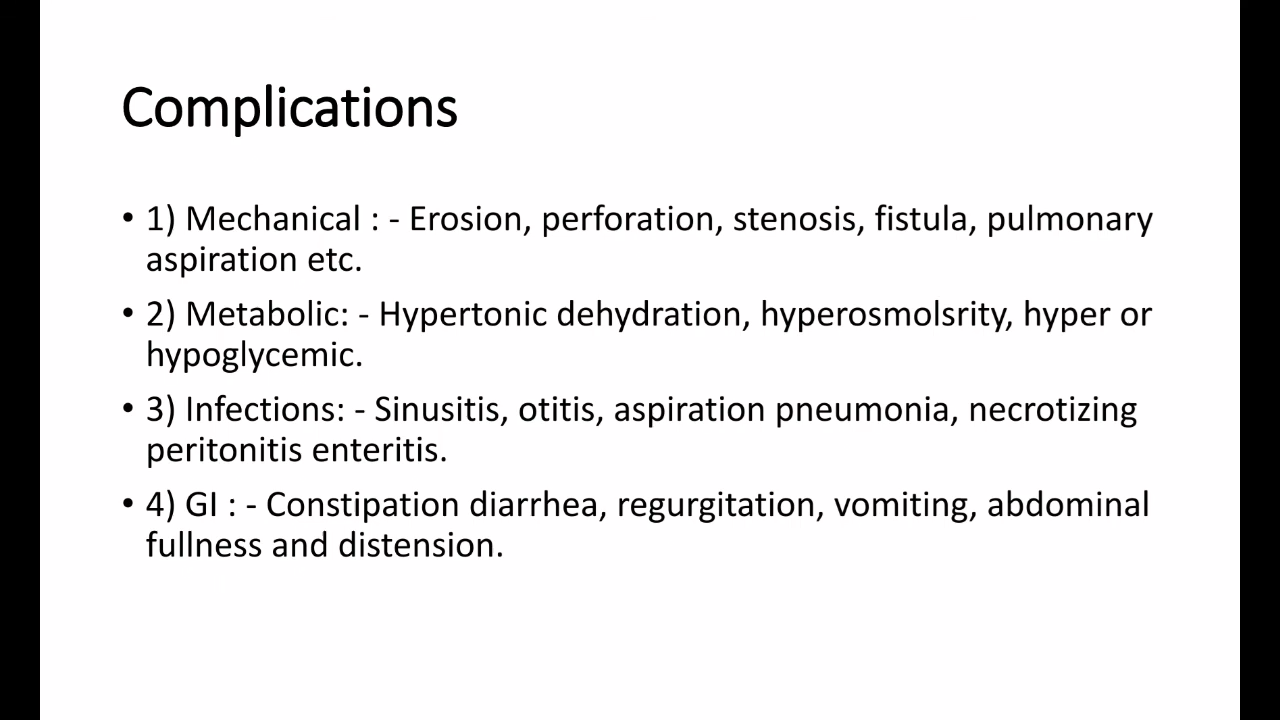 Complications
• 1) Mechanical : - Erosion, perforation, stenosis, fistula, pulmonary
aspiration etc.
• 2) Metabolic: - Hypertonic dehydration, hyperosmolsrity, hyper or
hypoglycemic.
• 3) Infections: - Sinusitis, otitis, aspiration pneumonia, necrotizing
peritonitis enteritis.
• 4) GI : - Constipation diarrhea, regurgitation, vomiting, abdominal
fullness and distension.